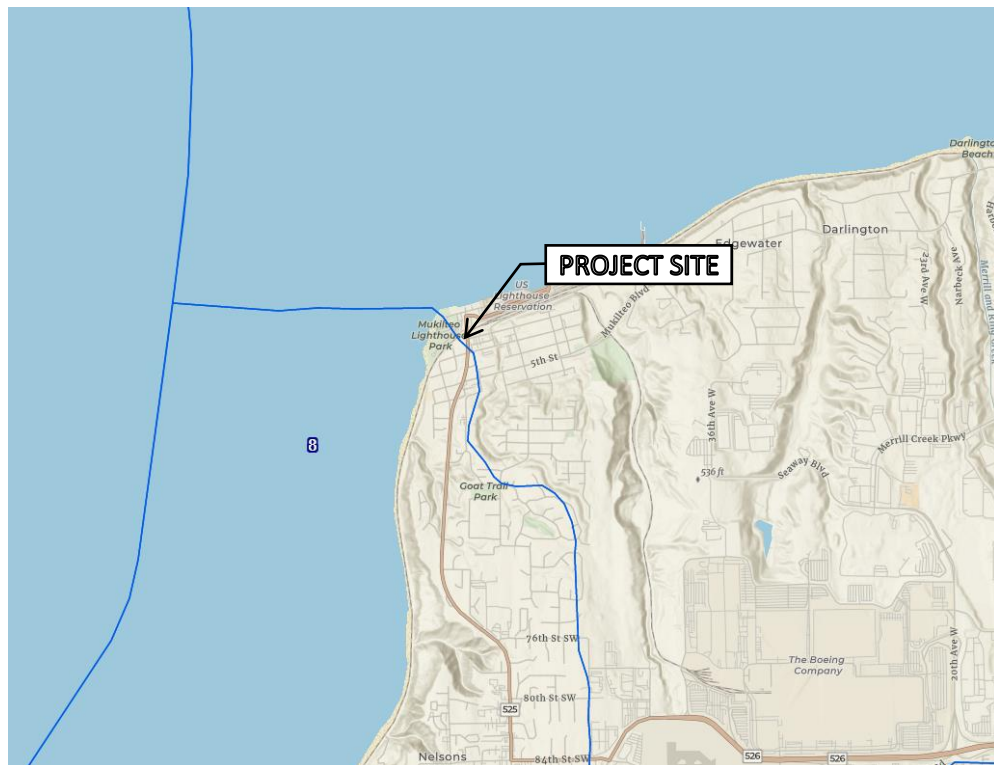 Darlington
Beach
Edgewater
Darlington
PROJECT SITE
US
Lighthouse
Reservation
Mukilteo
Lighthouse
Park
Mukilteo Blvd
23rd Ave W
Narbeck Ave
5th St
36th Ave W
Merrill Creek Pkwy
8
536 ft
Seaway Blvd
Goat Trail
Park
76th St SW
The Boeing
Company
20th Ave W
80th St SW
525
Nelsons
84th St SW
526
526